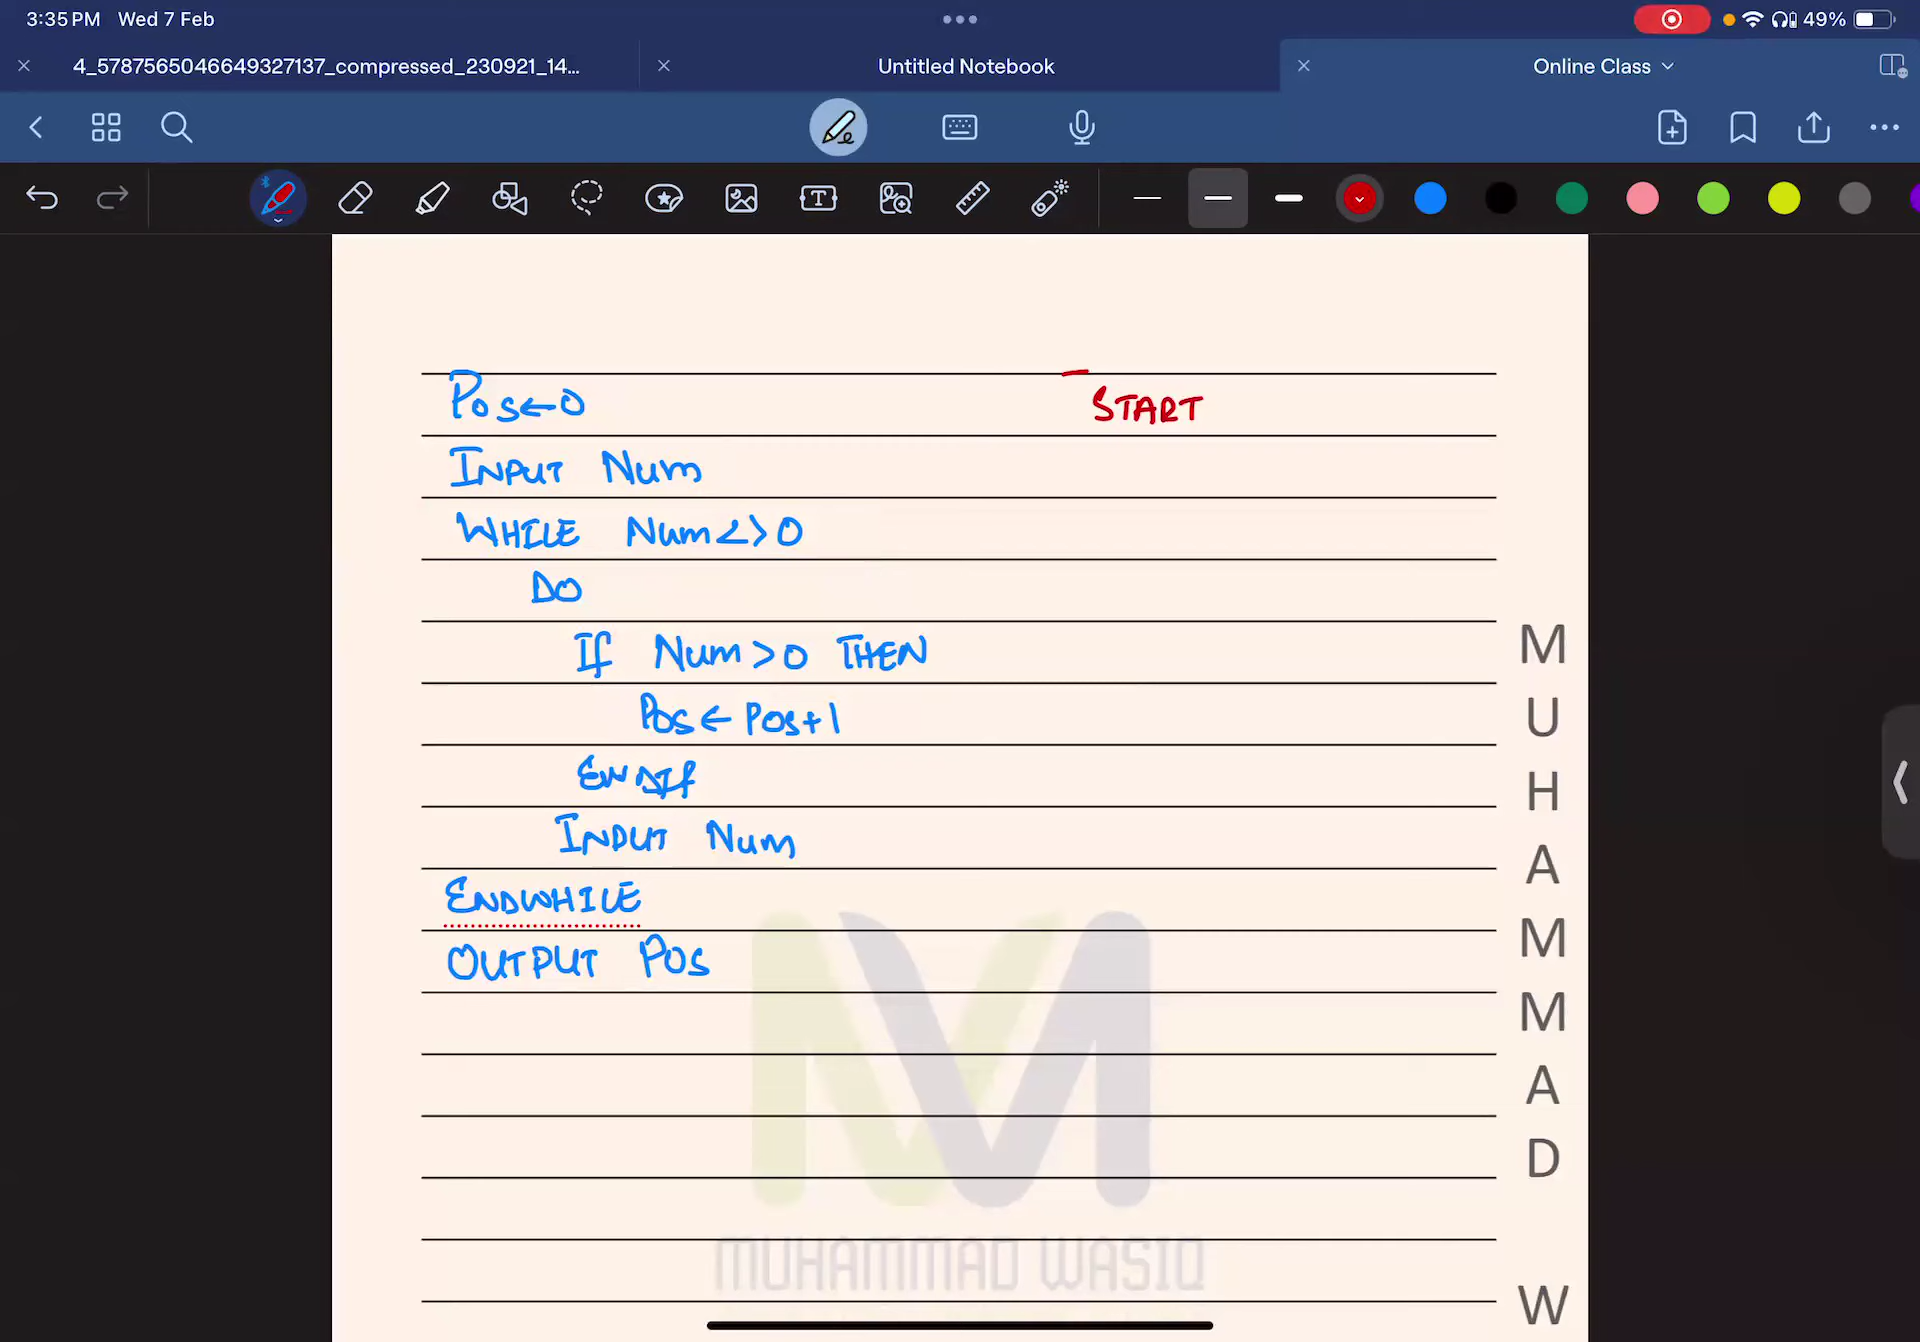 3:35 PM Wed 7 Feb
49%
4_5787565046649327137_compressed_230921_14...
Untitled Notebook
Online Class
Pos←0
START
INPUT Num
WHILE Num<>0
DO
If Num>0 THEN
Pos←Pos+1
ENDIf
INPUT Num
ENDWHILE
OUTPUT Pos
MUHAMMAD W
MUHAMMAD WASIQ